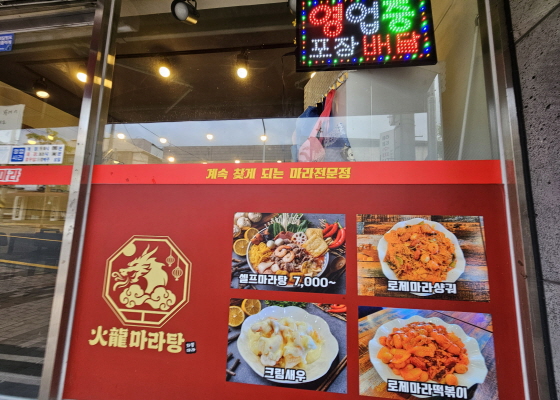 영업중
포장 배달
계속 찾게 되는 마라전문점
셀프마라탕 7,000~
로제마라샹궈
크림새우
로제마라떡볶이
火龍마라탕
마라